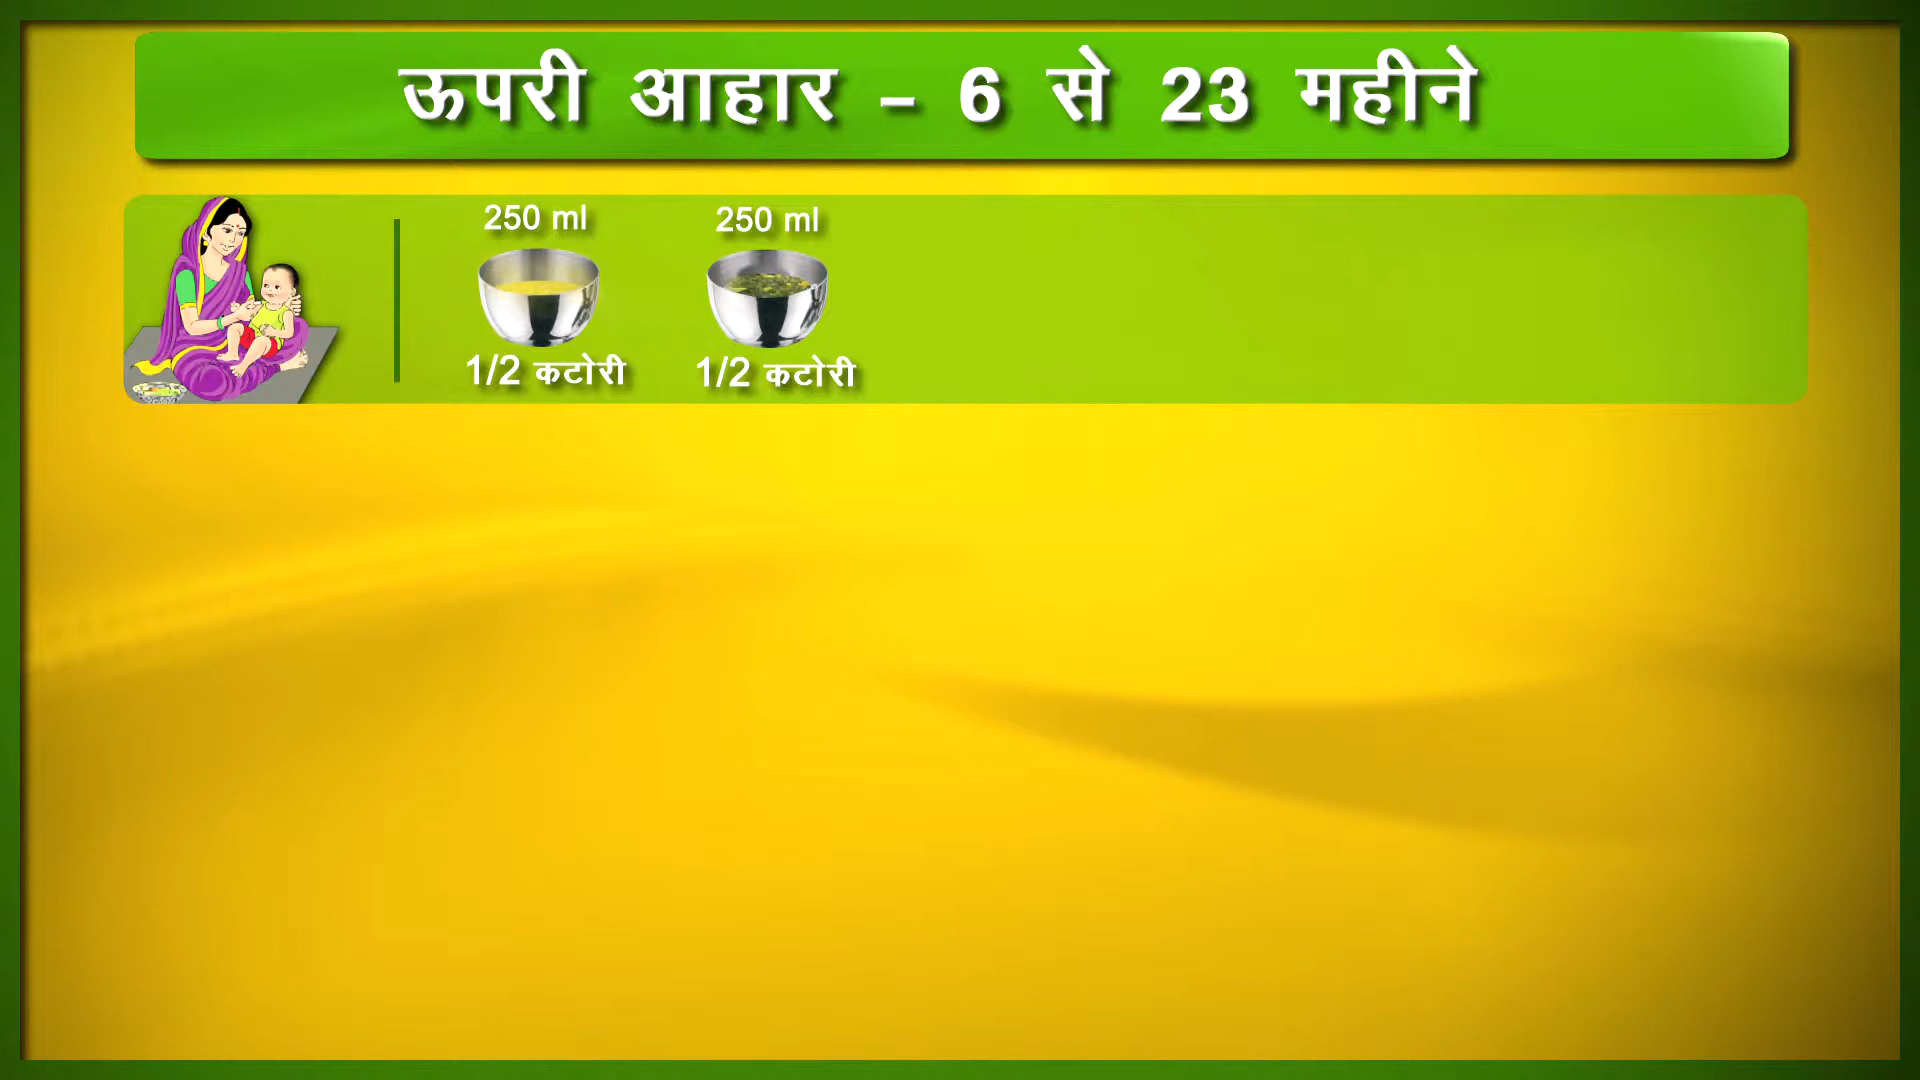 ऊपरी आहार – 6 से 23 महीने
250 ml 250 ml
1/2 कटोरी 1/2 कटोरी